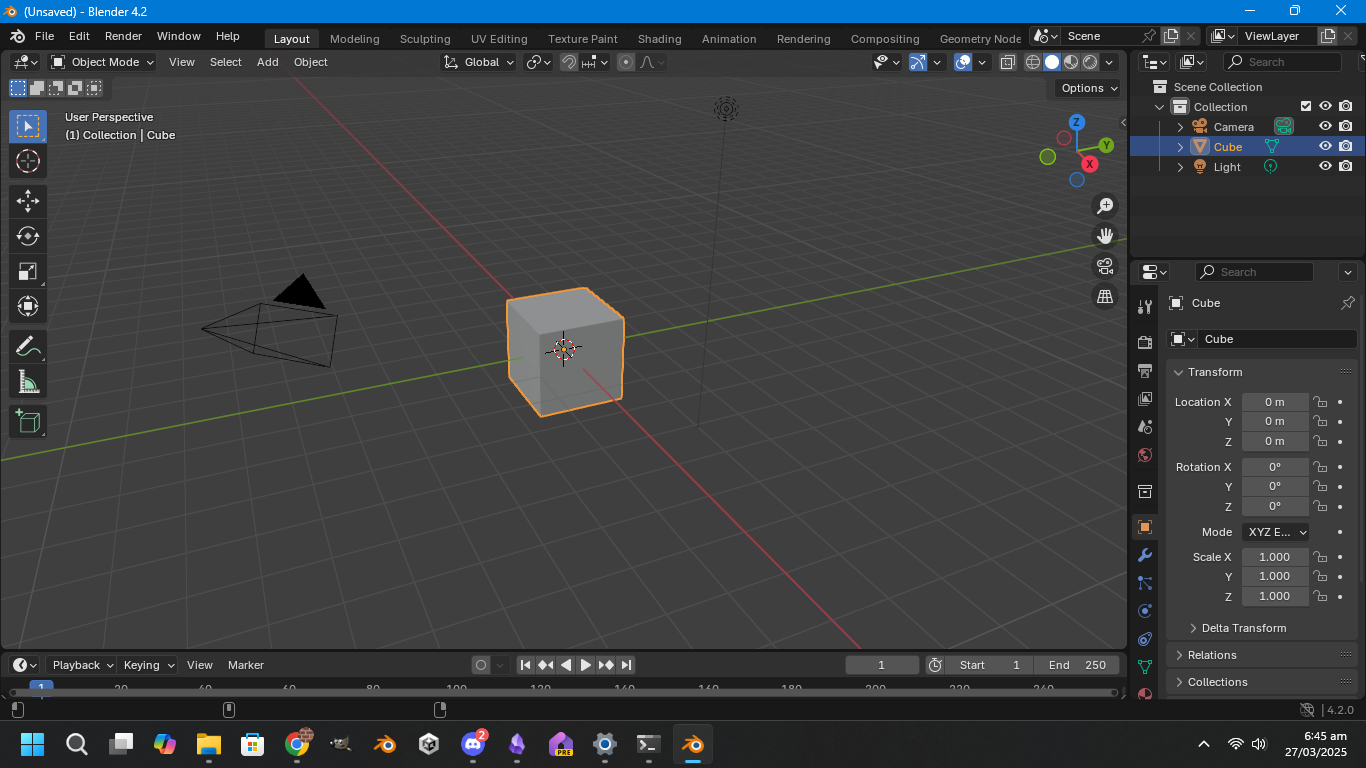 (Unsaved) - Blender 4.2
File Edit Render Window Help
Layout Modeling Sculpting UV Editing Texture Paint Shading Animation Rendering Compositing Geometry Node
Scene
ViewLayer
Object Mode View Select Add Object
Global
Options
User Perspective
(1) Collection | Cube
Z
Y
X
Search
Scene Collection
Collection
Camera
Cube
Light
Search
Cube
Cube
Transform
Location X 0 m
Y 0 m
Z 0 m
Rotation X 0°
Y 0°
Z 0°
Mode XYZ E...
Scale X 1.000
Y 1.000
Z 1.000
Delta Transform
Relations
Collections
Playback Keying View Marker
1
Start 1
End 250
1 20 40 60 80 100 120 140 160 180 200 220 240
4.2.0
2
PRE
6:45 am
27/03/2025